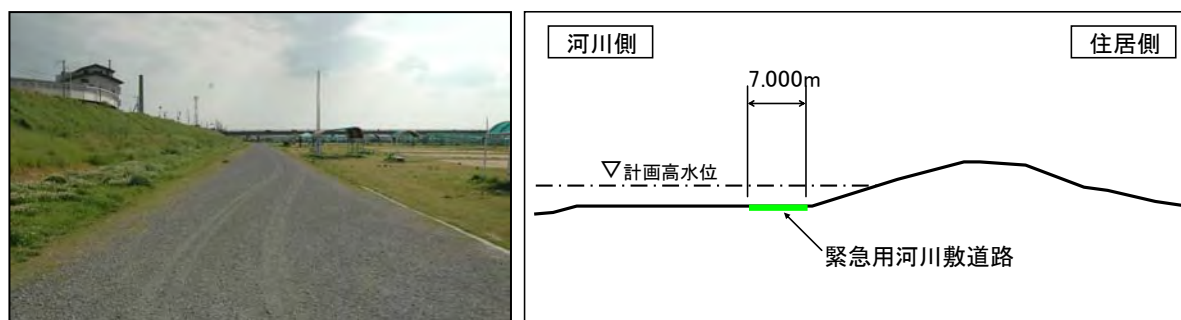 河川側
住居側
7.000m
▽計画高水位
緊急用河川敷道路